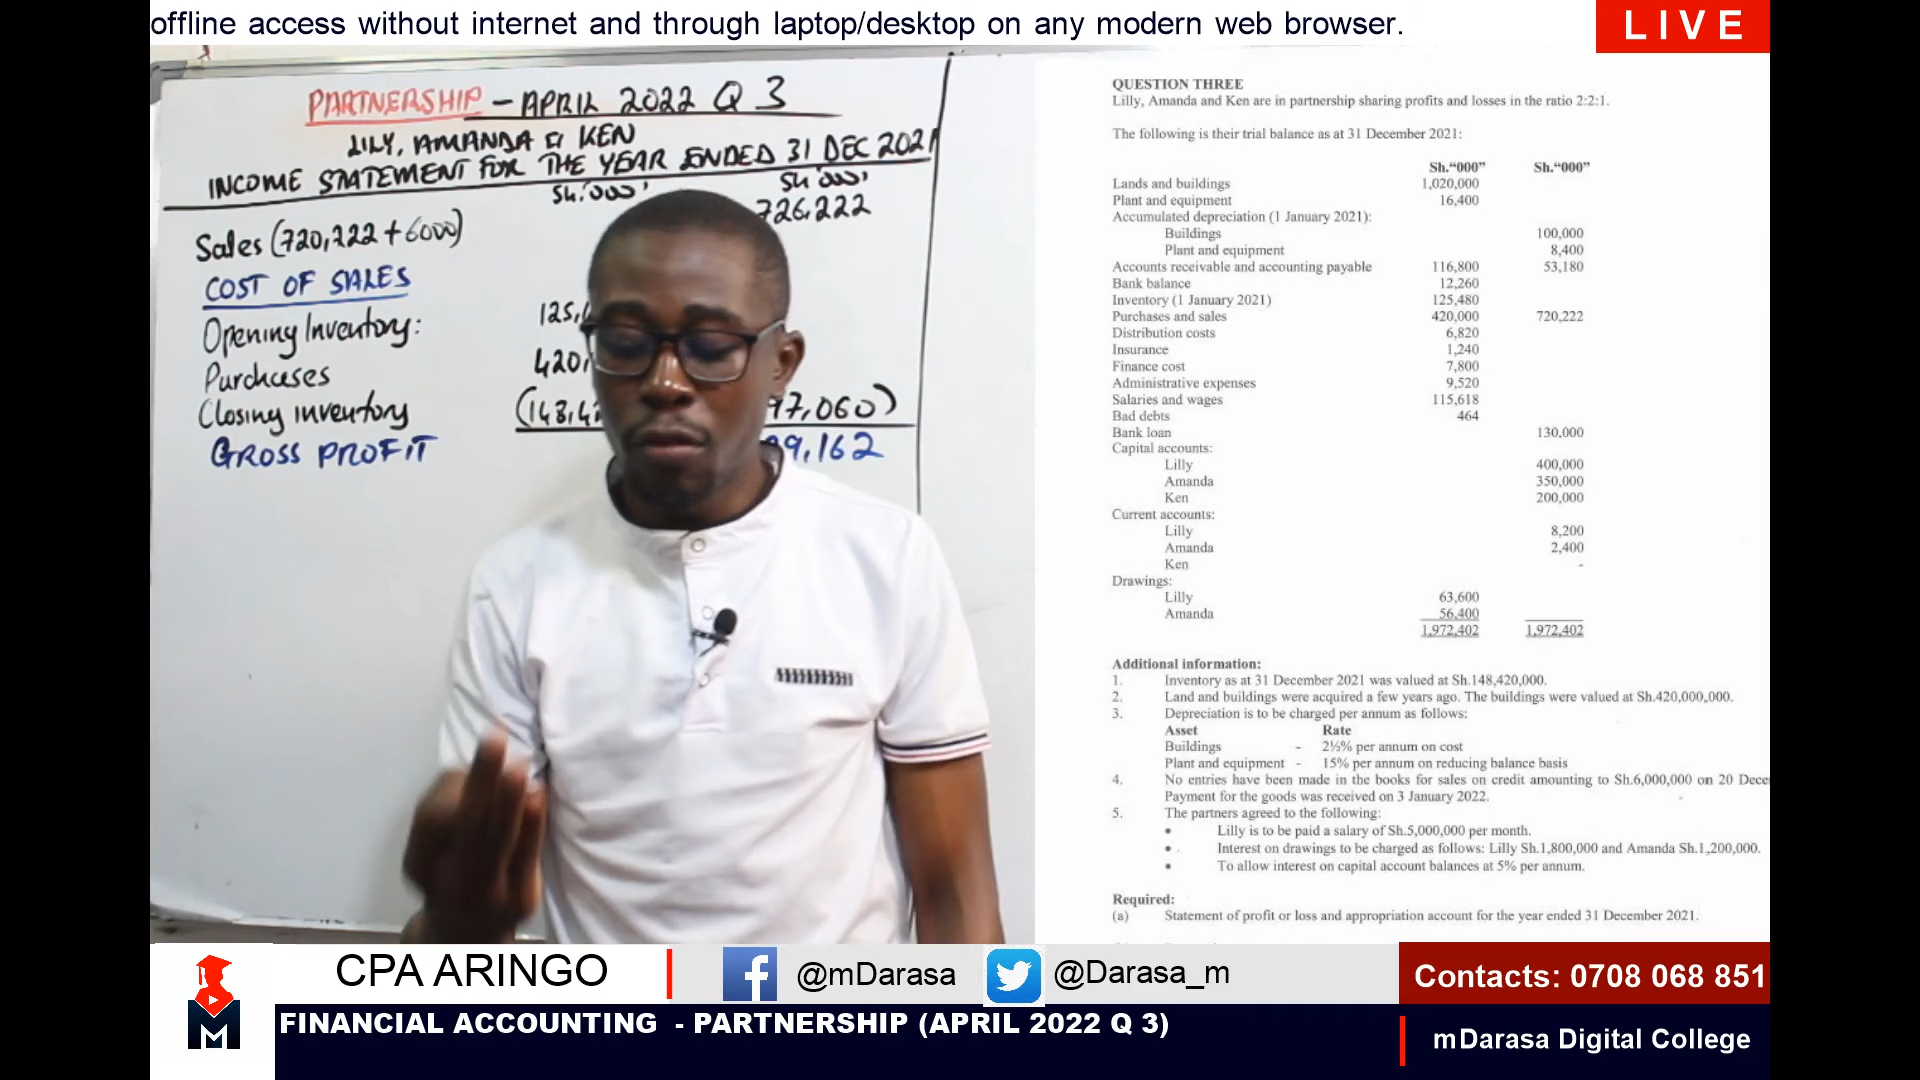 offline access without internet and through laptop/desktop on any modern web browser.
LIVE
PARTNERSHIP - APRIL 2022 Q 3
LILY, AMANDA & KEN
INCOME STATEMENT FOR THE YEAR ENDED 31 DEC 2021
Sh.'000' Sh'000'
Sales (720,222 + 6000) 726,222
COST OF SALES
Opening Inventory: 125,
Purchases 420,
Closing inventory (148,42 97,060)
GROSS PROFIT 9,162
QUESTION THREE
Lilly, Amanda and Ken are in partnership sharing profits and losses in the ratio 2:2:1.
The following is their trial balance as at 31 December 2021:
Sh.“000” Sh.“000”
Lands and buildings 1,020,000
Plant and equipment 16,400
Accumulated depreciation (1 January 2021):
Buildings 100,000
Plant and equipment 8,400
Accounts receivable and accounting payable 116,800 53,180
Bank balance 12,260
Inventory (1 January 2021) 125,480
Purchases and sales 420,000 720,222
Distribution costs 6,820
Insurance 1,240
Finance cost 7,800
Administrative expenses 9,520
Salaries and wages 115,618
Bad debts 464
Bank loan 130,000
Capital accounts:
Lilly 400,000
Amanda 350,000
Ken 200,000
Current accounts:
Lilly 8,200
Amanda 2,400
Ken -
Drawings:
Lilly 63,600
Amanda 56,400
1,972,402 1,972,402
Additional information:
1. Inventory as at 31 December 2021 was valued at Sh.148,420,000.
2. Land and buildings were acquired a few years ago. The buildings were valued at Sh.420,000,000.
3. Depreciation is to be charged per annum as follows:
Asset Rate
Buildings - 2½% per annum on cost
Plant and equipment - 15% per annum on reducing balance basis
4. No entries have been made in the books for sales on credit amounting to Sh.6,000,000 on 20 Dece
Payment for the goods was received on 3 January 2022.
5. The partners agreed to the following:
• Lilly is to be paid a salary of Sh.5,000,000 per month.
• Interest on drawings to be charged as follows: Lilly Sh.1,800,000 and Amanda Sh.1,200,000.
• To allow interest on capital account balances at 5% per annum.
Required:
(a) Statement of profit or loss and appropriation account for the year ended 31 December 2021.
M
CPA ARINGO
f @mDarasa
@Darasa_m
Contacts: 0708 068 851
FINANCIAL ACCOUNTING - PARTNERSHIP (APRIL 2022 Q 3)
mDarasa Digital College